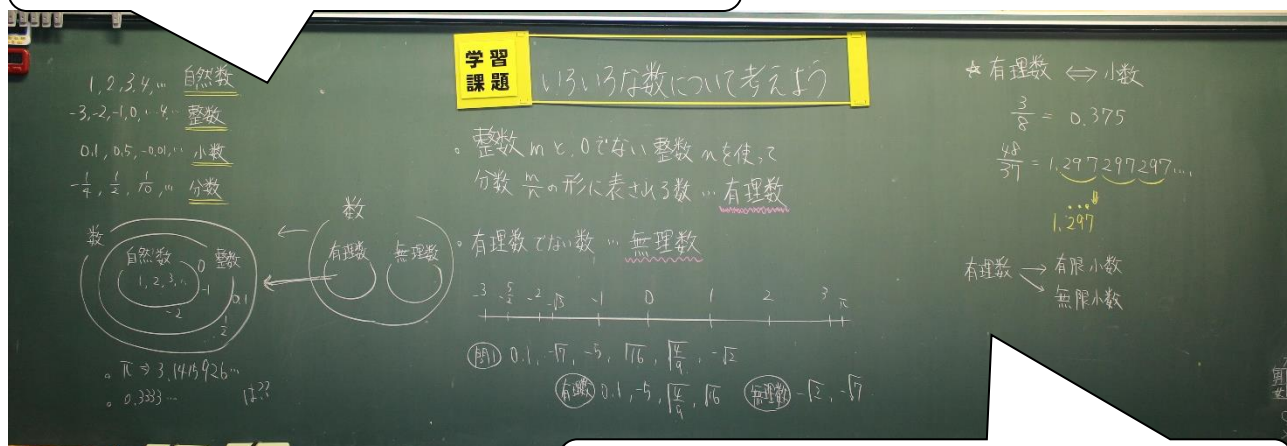 1, 2, 3, 4, … 自然数
-3, -2, -1, 0, 1 … 4 … 整数
0.1, 0.5, -0.01, … 小数
-1/4, 1/2, 1/10, … 分数
数
自然数
1, 2, 3, …
0 整数
-1
-2
0.1
1/2
。π ⇒ 3.1415926…
。0.3333… は??
学習課題
いろいろな数について考えよう
。整数 m と, 0でない 整数 n を使って
分数 m/n の形に表される数 … 有理数
数
有理数 無理数
。有理数でない数 … 無理数
-3 -5/2 -2 -√3 -1 0 1 2 3 π
問1 0.1, -√7, -5, √16, √4/9, -√2
有理数 0.1, -5, √4/9, √16 無理数 -√2, -√7
☆ 有理数 ⇔ 小数
3/8 = 0.375
48/37 = 1.297297297…
1.297
有理数 → 有限小数
→ 無限小数